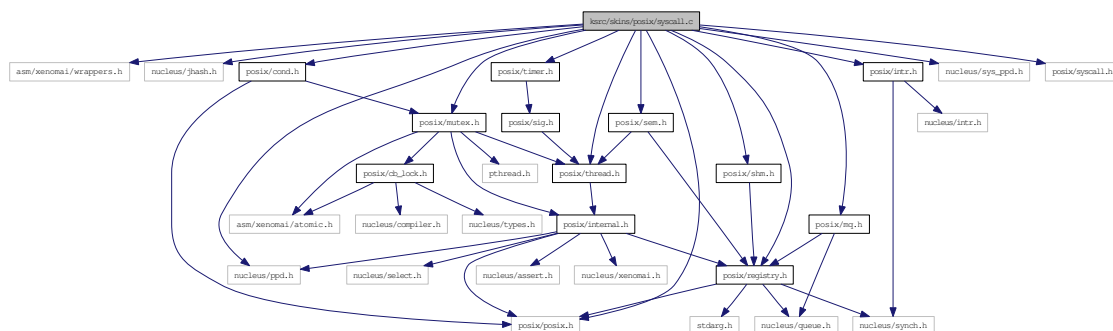 ksrc/skins/posix/syscall.c
asm/xenomai/wrappers.h
nucleus/jhash.h
posix/cond.h
posix/timer.h
posix/intr.h
nucleus/sys_ppd.h
posix/syscall.h
posix/mutex.h
posix/sig.h
posix/sem.h
nucleus/intr.h
posix/cb_lock.h
pthread.h
posix/thread.h
posix/shm.h
asm/xenomai/atomic.h
nucleus/compiler.h
nucleus/types.h
posix/internal.h
posix/mq.h
nucleus/ppd.h
nucleus/select.h
nucleus/assert.h
nucleus/xenomai.h
posix/registry.h
posix/posix.h
stdarg.h
nucleus/queue.h
nucleus/synch.h